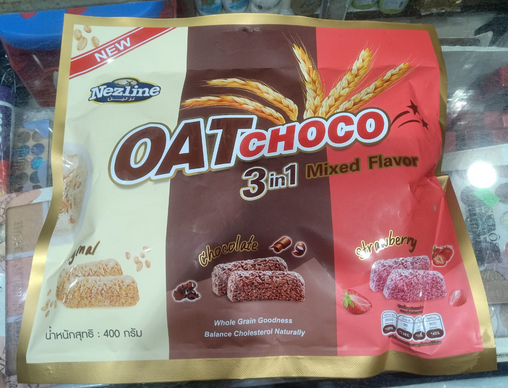 NEW
Nezline
نزلين
OAT CHOCO
3 in 1 Mixed Flavor
Chocolate
Strawberry
Whole Grain Goodness
Balance Cholesterol Naturally
น้ำหนักสุทธิ : 400 กรัม